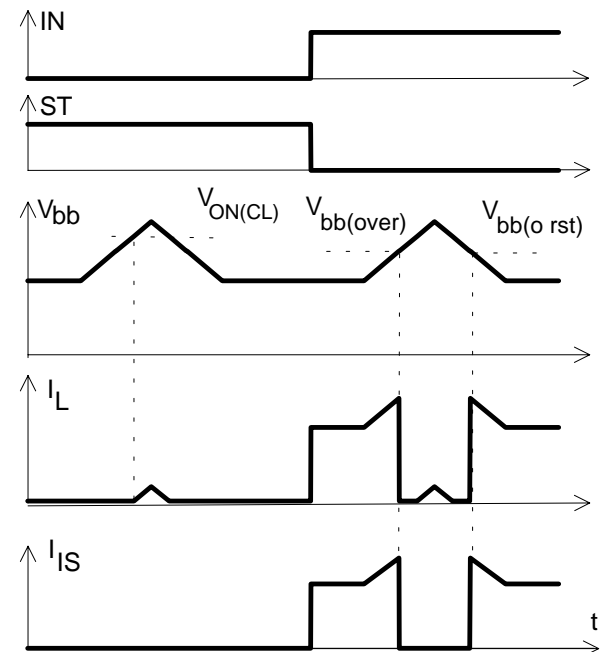 IN
ST
Vbb
VON(CL)
Vbb(over)
Vbb(o rst)
IL
IIS
t